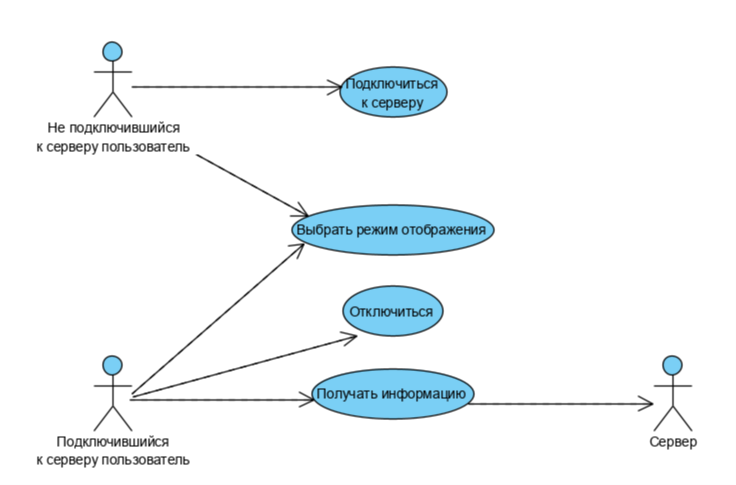 Подключиться
к серверу
Не подключившийся
к серверу пользователь
Выбрать режим отображения
Отключиться
Получать информацию
Подключившийся
к серверу пользователь
Сервер